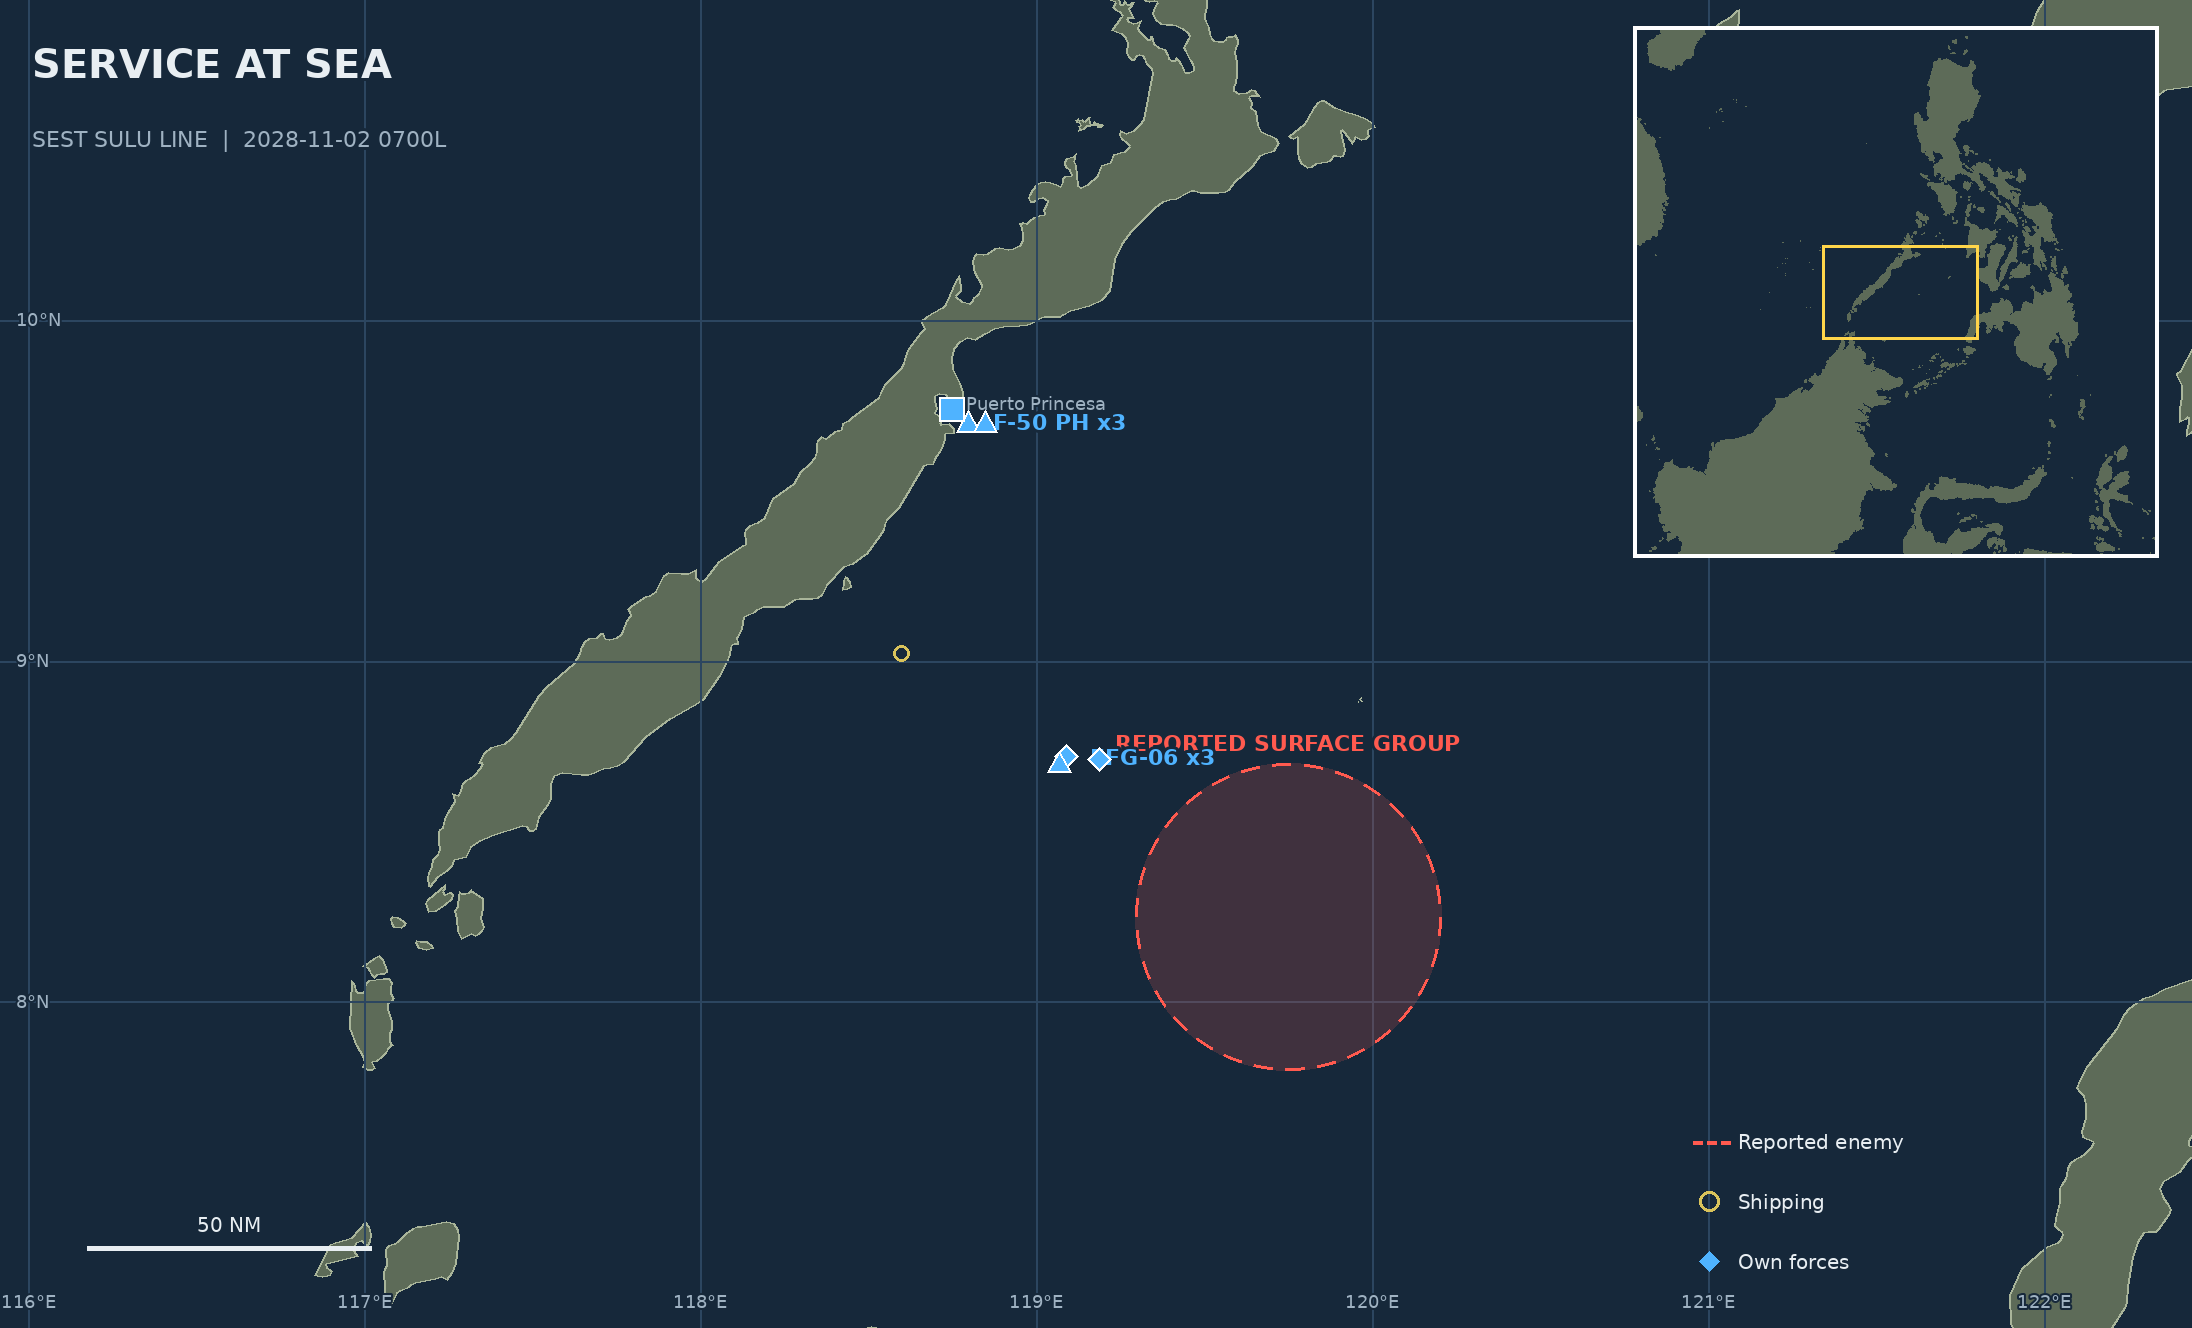 SERVICE AT SEA
SEST SULU LINE | 2028-11-02 0700L
10°N
Puerto Princesa
F-50 PH x3
9°N
REPORTED SURFACE GROUP
FG-06 x3
8°N
Reported enemy
Shipping
Own forces
50 NM
116°E
117°E
118°E
119°E
120°E
121°E
122°E